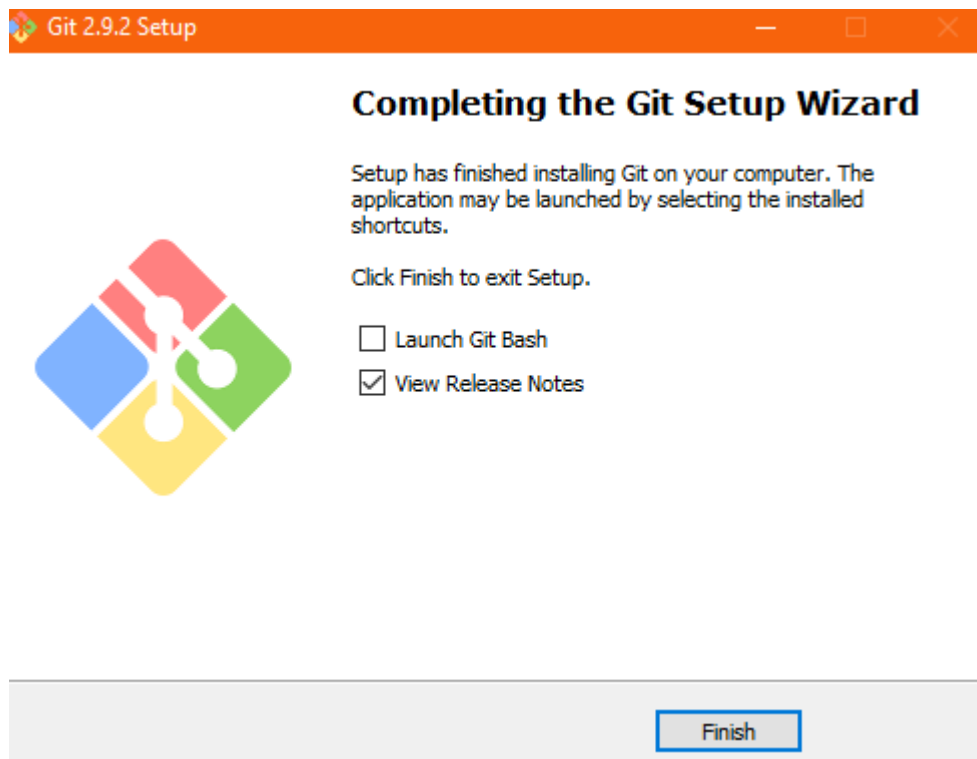 Git 2.9.2 Setup
Completing the Git Setup Wizard
Setup has finished installing Git on your computer. The
application may be launched by selecting the installed
shortcuts.
Click Finish to exit Setup.
Launch Git Bash
View Release Notes
Finish